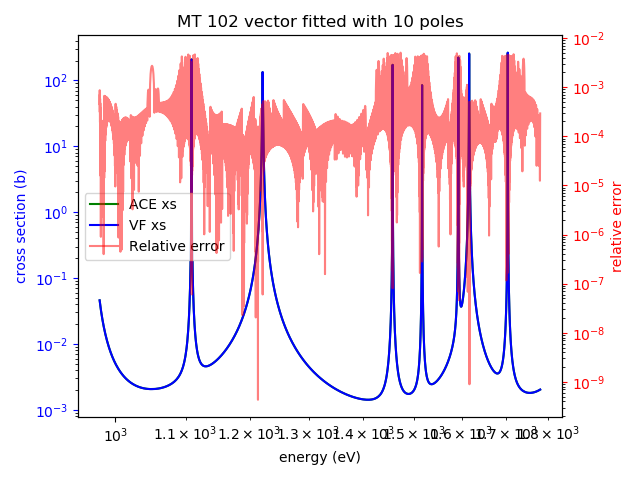 MT 102 vector fitted with 10 poles
10²
10¹
10⁰
10⁻¹
10⁻²
10⁻³
cross section (b)
ACE xs
VF xs
Relative error
10⁻²
10⁻³
10⁻⁴
10⁻⁵
10⁻⁶
10⁻⁷
10⁻⁸
10⁻⁹
relative error
10³ 1.1 × 10³ 1.2 × 10³ 1.3 × 10³ 1.4 × 10³ 1.5 × 10³ 1.6 × 10³ 1.7 × 10³ 1.8 × 10³
energy (eV)